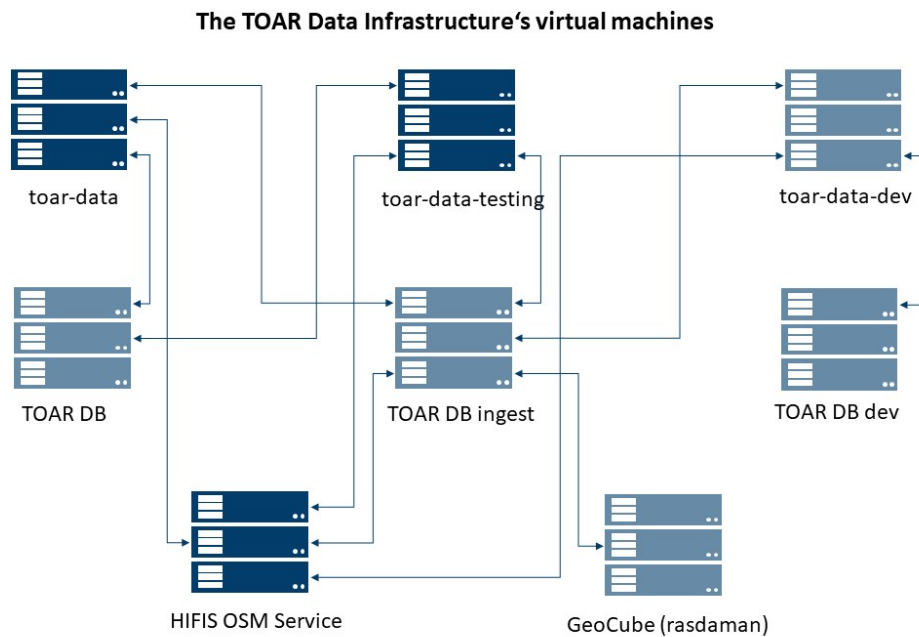 The TOAR Data Infrastructure‘s virtual machines
toar-data
toar-data-testing
toar-data-dev
TOAR DB
TOAR DB ingest
TOAR DB dev
HIFIS OSM Service
GeoCube (rasdaman)